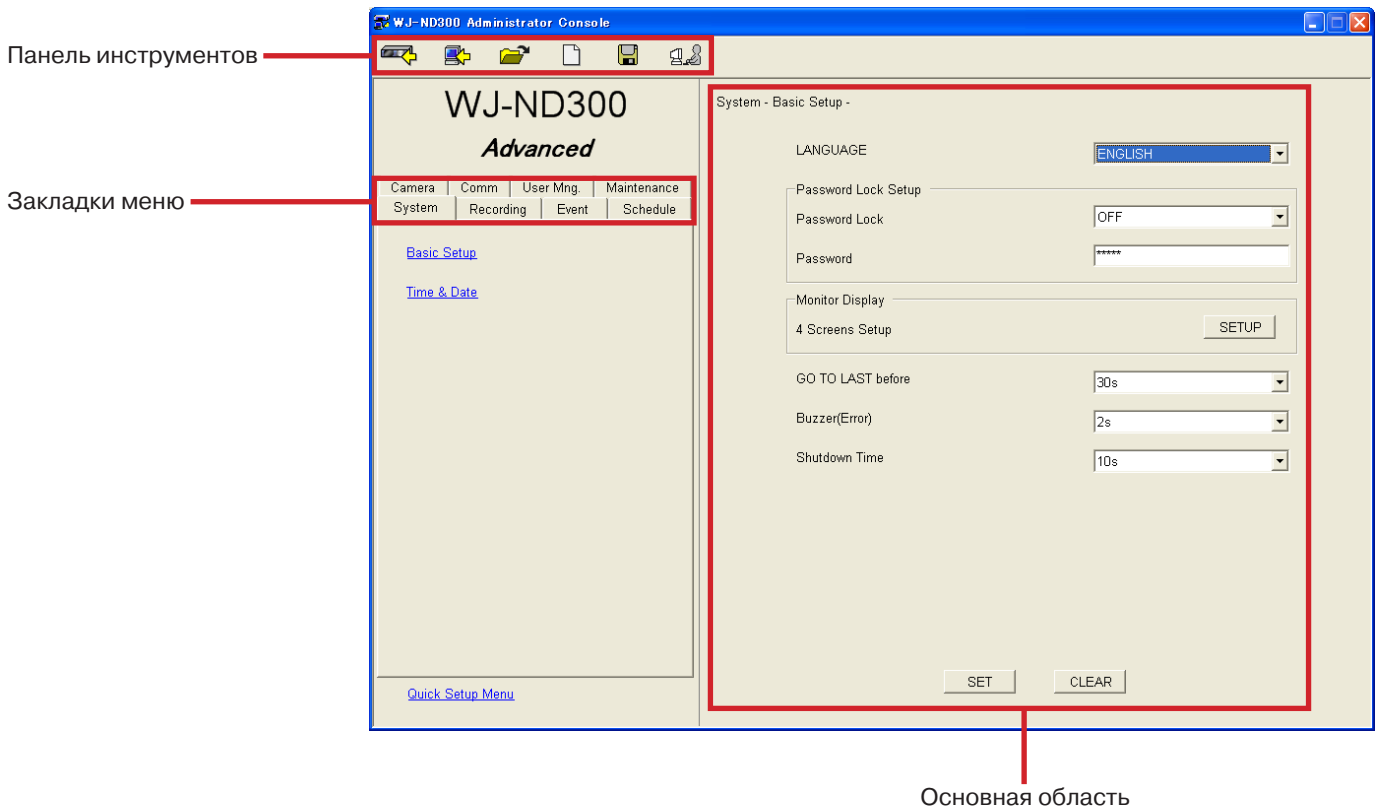 WJ-ND300 Administrator Console
Панель инструментов
WJ-ND300
Advanced
Закладки меню
Camera Comm User Mng. Maintenance
System Recording Event Schedule
Basic Setup
Time & Date
Quick Setup Menu
System - Basic Setup -
LANGUAGE ENGLISH
Password Lock Setup
Password Lock OFF
Password *****
Monitor Display
4 Screens Setup SETUP
GO TO LAST before 30s
Buzzer(Error) 2s
Shutdown Time 10s
SET CLEAR
Основная область